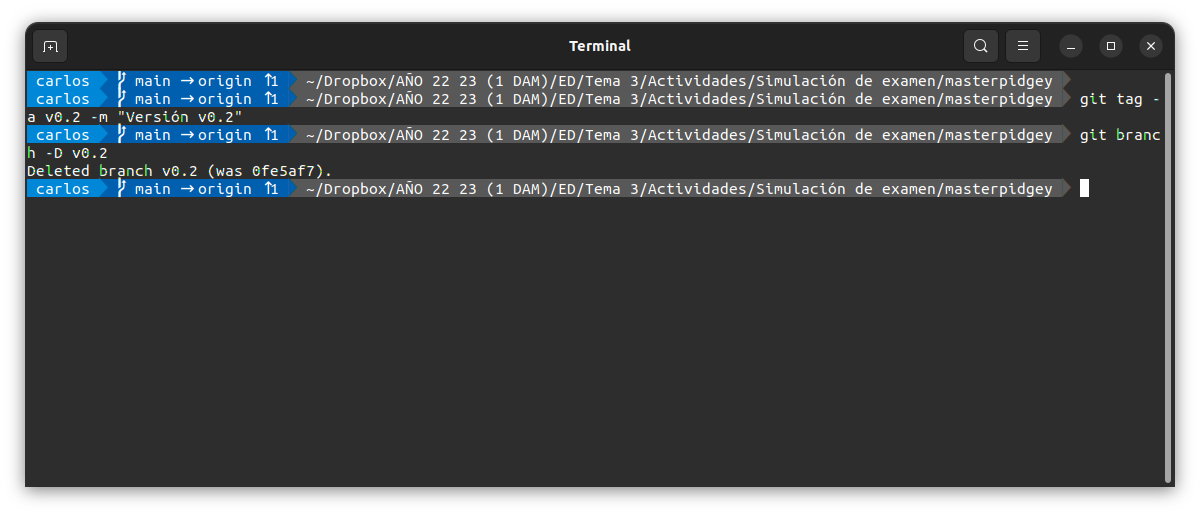 Terminal
carlos main →origin ↑1 ~/Dropbox/AÑO 22 23 (1 DAM)/ED/Tema 3/Actividades/Simulación de examen/masterpidgey
carlos main →origin ↑1 ~/Dropbox/AÑO 22 23 (1 DAM)/ED/Tema 3/Actividades/Simulación de examen/masterpidgey git tag -
a v0.2 -m "Versión v0.2"
carlos main →origin ↑1 ~/Dropbox/AÑO 22 23 (1 DAM)/ED/Tema 3/Actividades/Simulación de examen/masterpidgey git branc
h -D v0.2
Deleted branch v0.2 (was 0fe5af7).
carlos main →origin ↑1 ~/Dropbox/AÑO 22 23 (1 DAM)/ED/Tema 3/Actividades/Simulación de examen/masterpidgey